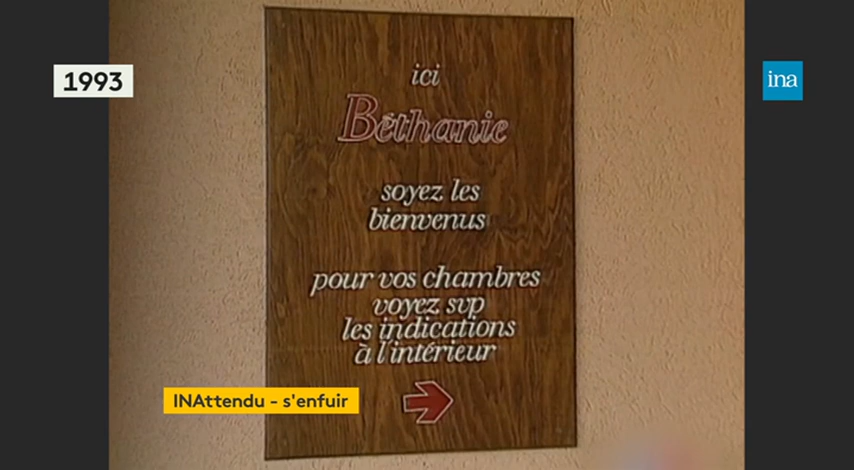 1993
ina
ici
Béthanie
soyez les
bienvenus
pour vos chambres
voyez svp
les indications
à l'intérieur
INAttendu - s'enfuir